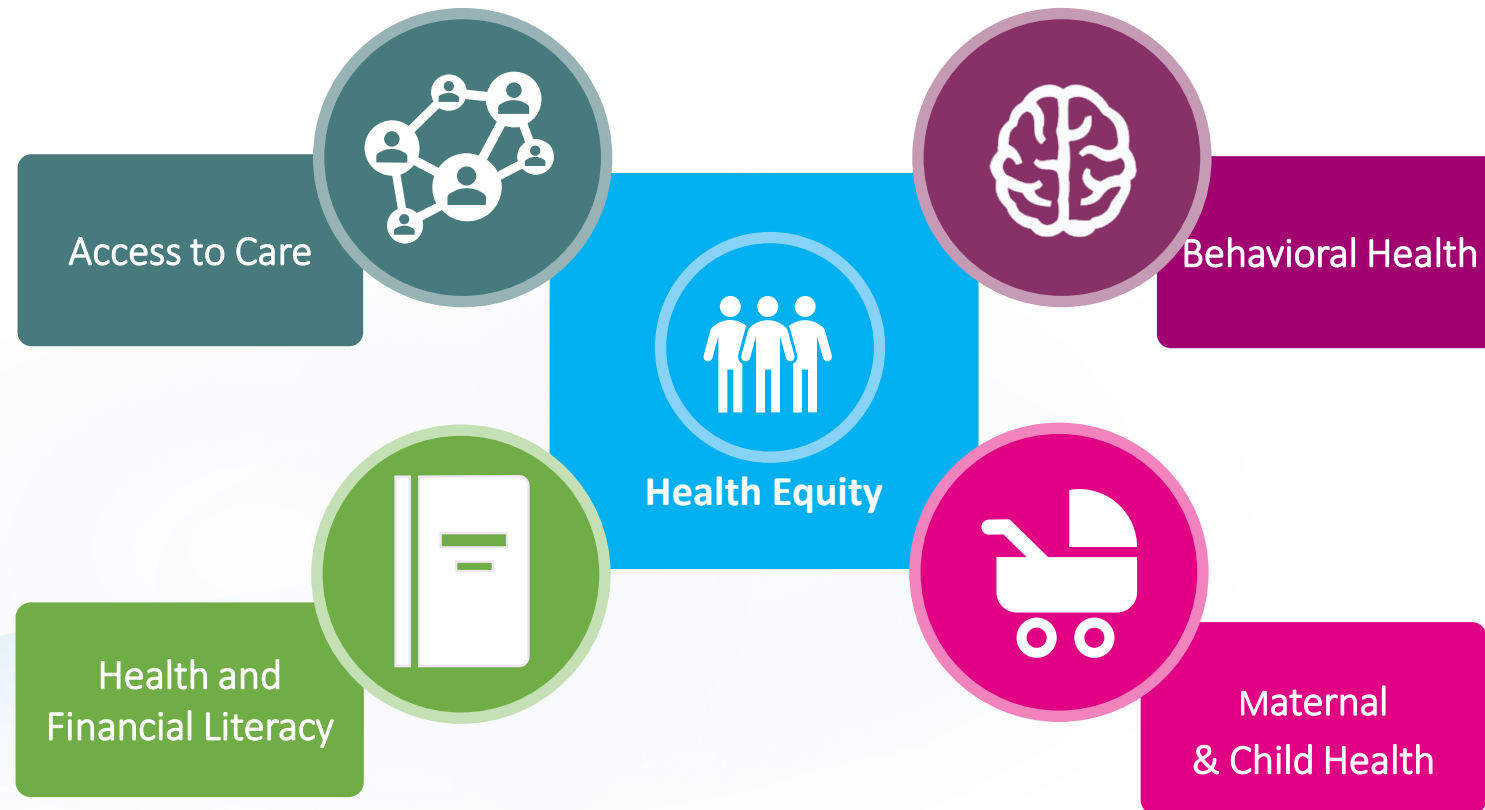 Access to Care
Behavioral Health
Health Equity
Health and
Financial Literacy
Maternal
& Child Health